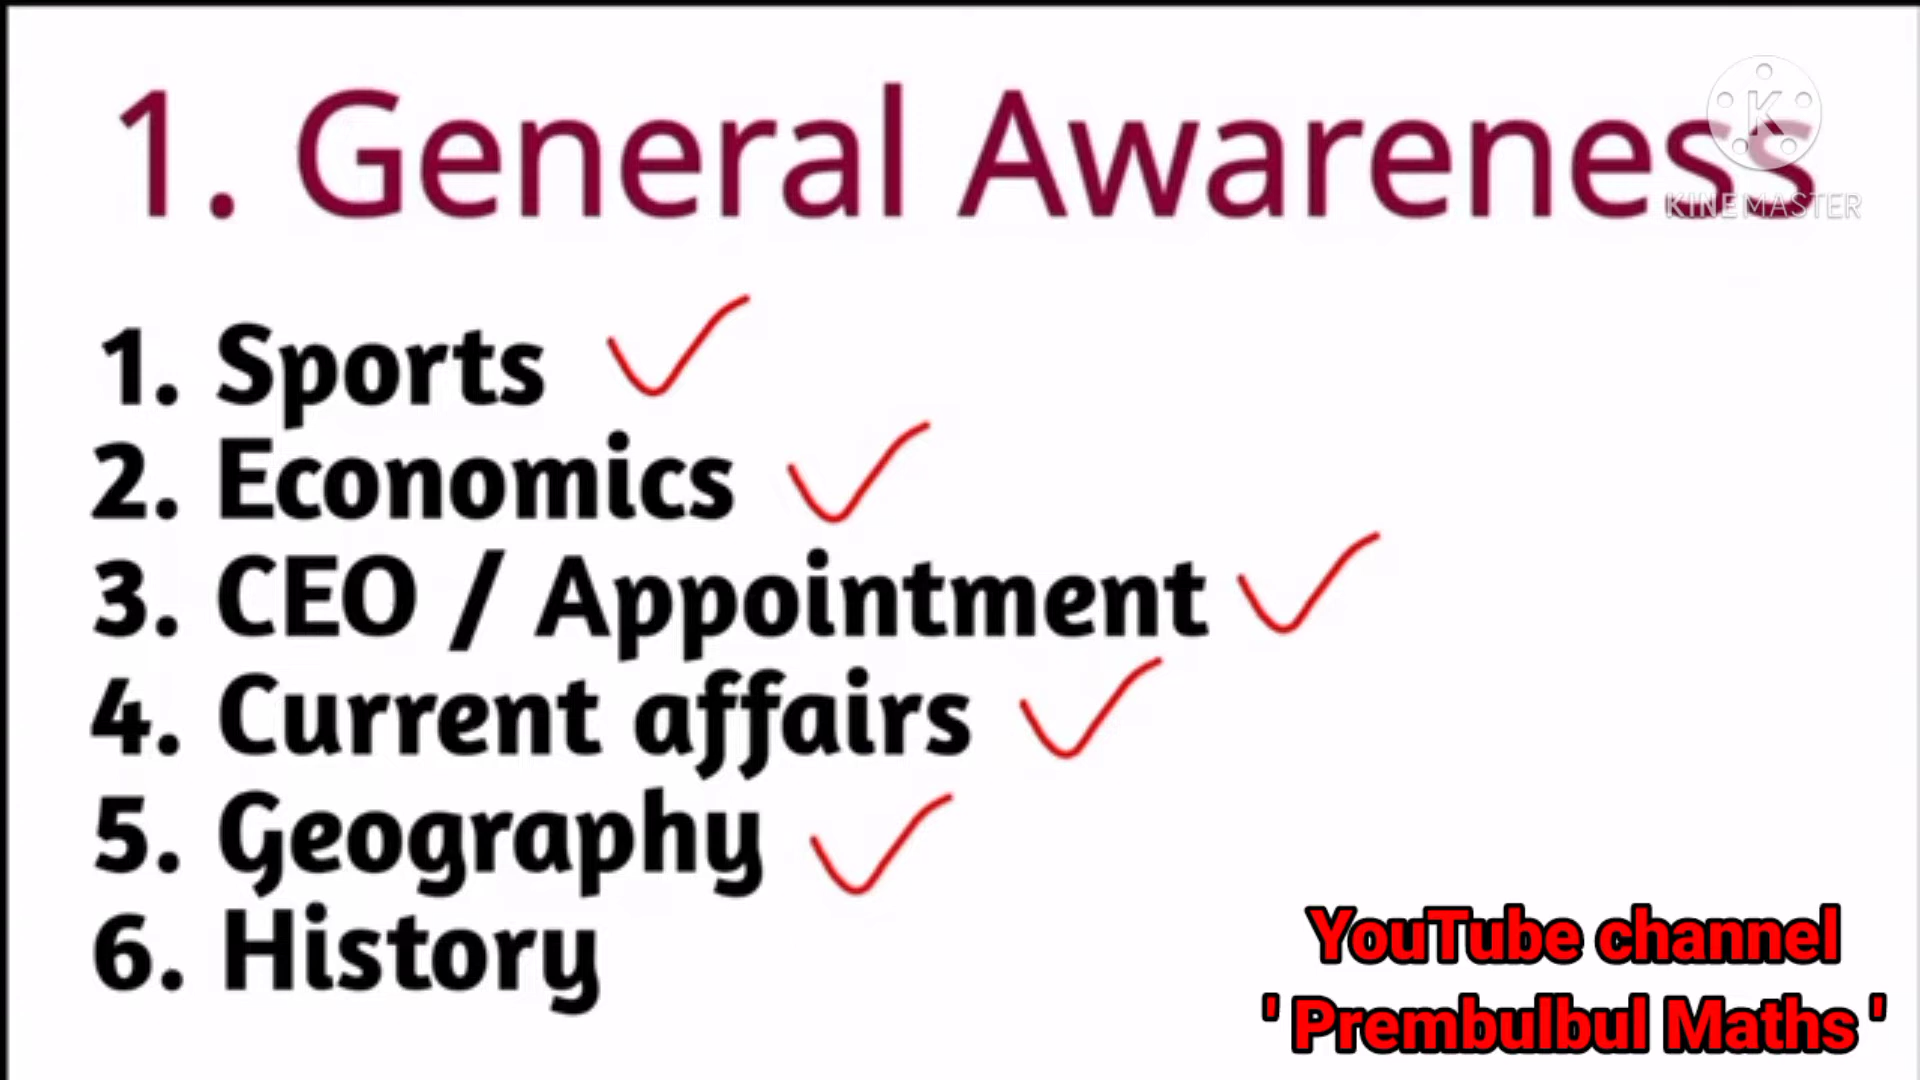 1. General Awareness
K
KINEMASTER
1. Sports
2. Economics
3. CEO / Appointment
4. Current affairs
5. Geography
6. History
YouTube channel
' Prembulbul Maths '